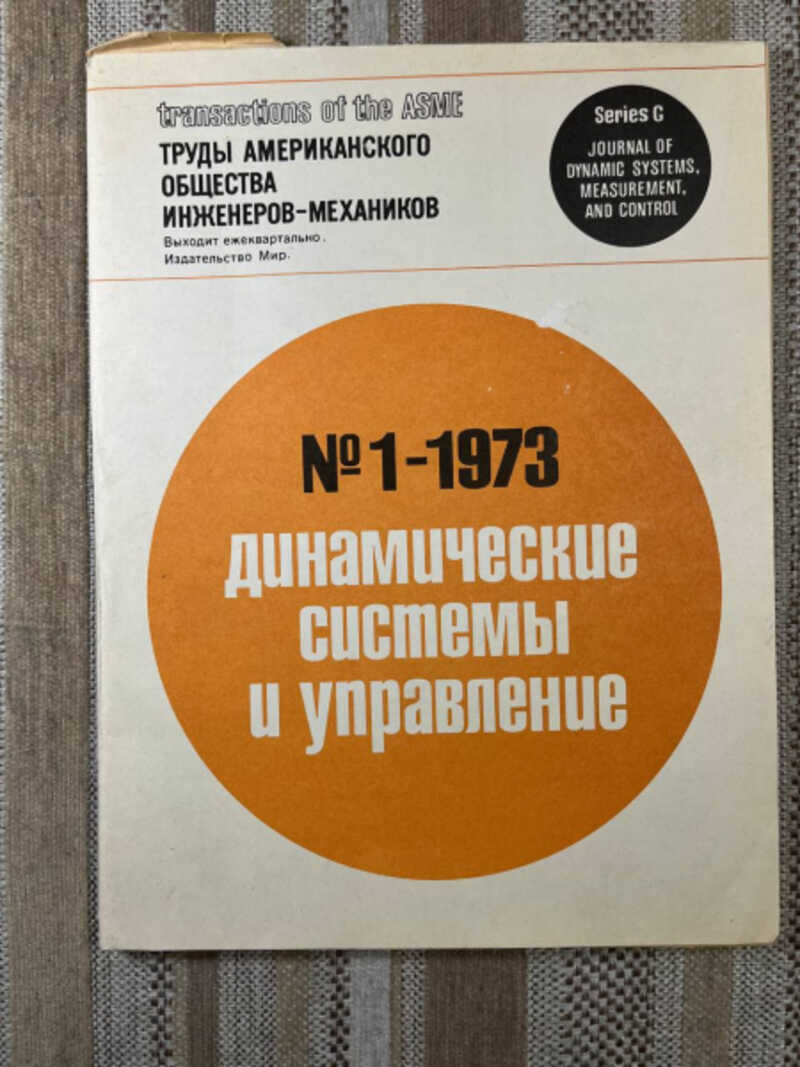 transactions of the ASME
ТРУДЫ АМЕРИКАНСКОГО
ОБЩЕСТВА
ИНЖЕНЕРОВ-МЕХАНИКОВ
Выходит ежеквартально.
Издательство Мир.
Series G
JOURNAL OF
DYNAMIC SYSTEMS,
MEASUREMENT,
AND CONTROL
№1-1973
динамические
системы
и управление